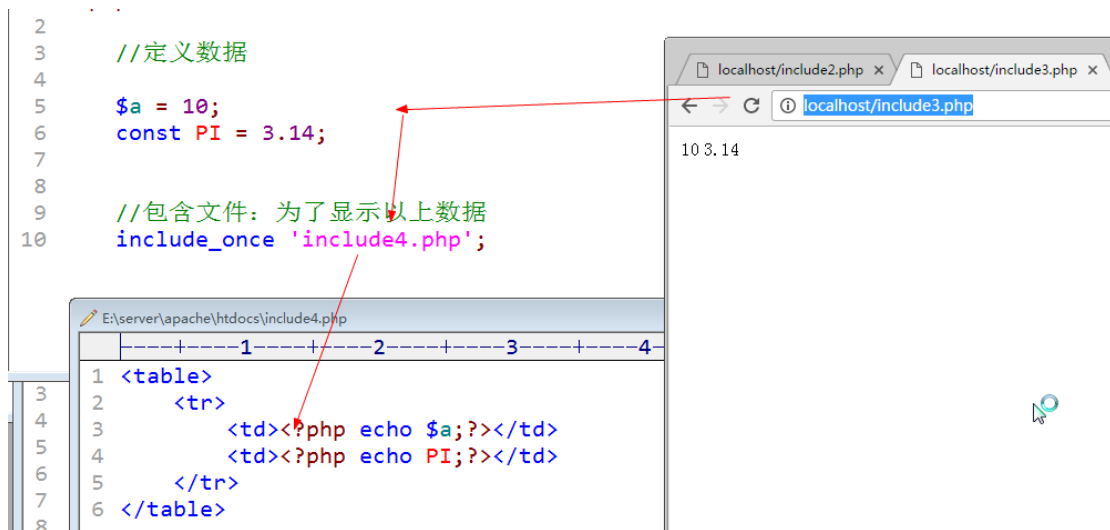 2
3 //定义数据
4
5 $a = 10;
6 const PI = 3.14;
7
8
9 //包含文件：为了显示以上数据
10 include_once 'include4.php';
localhost/include2.php ×
localhost/include3.php ×
localhost/include3.php
10 3.14
E:\server\apache\htdocs\include4.php
----+----1----+----2----+----3----+----4-
1 <table>
2 <tr>
3 <td><?php echo $a;?></td>
4 <td><?php echo PI;?></td>
5 </tr>
6 </table>
3
4
5
6
7
8